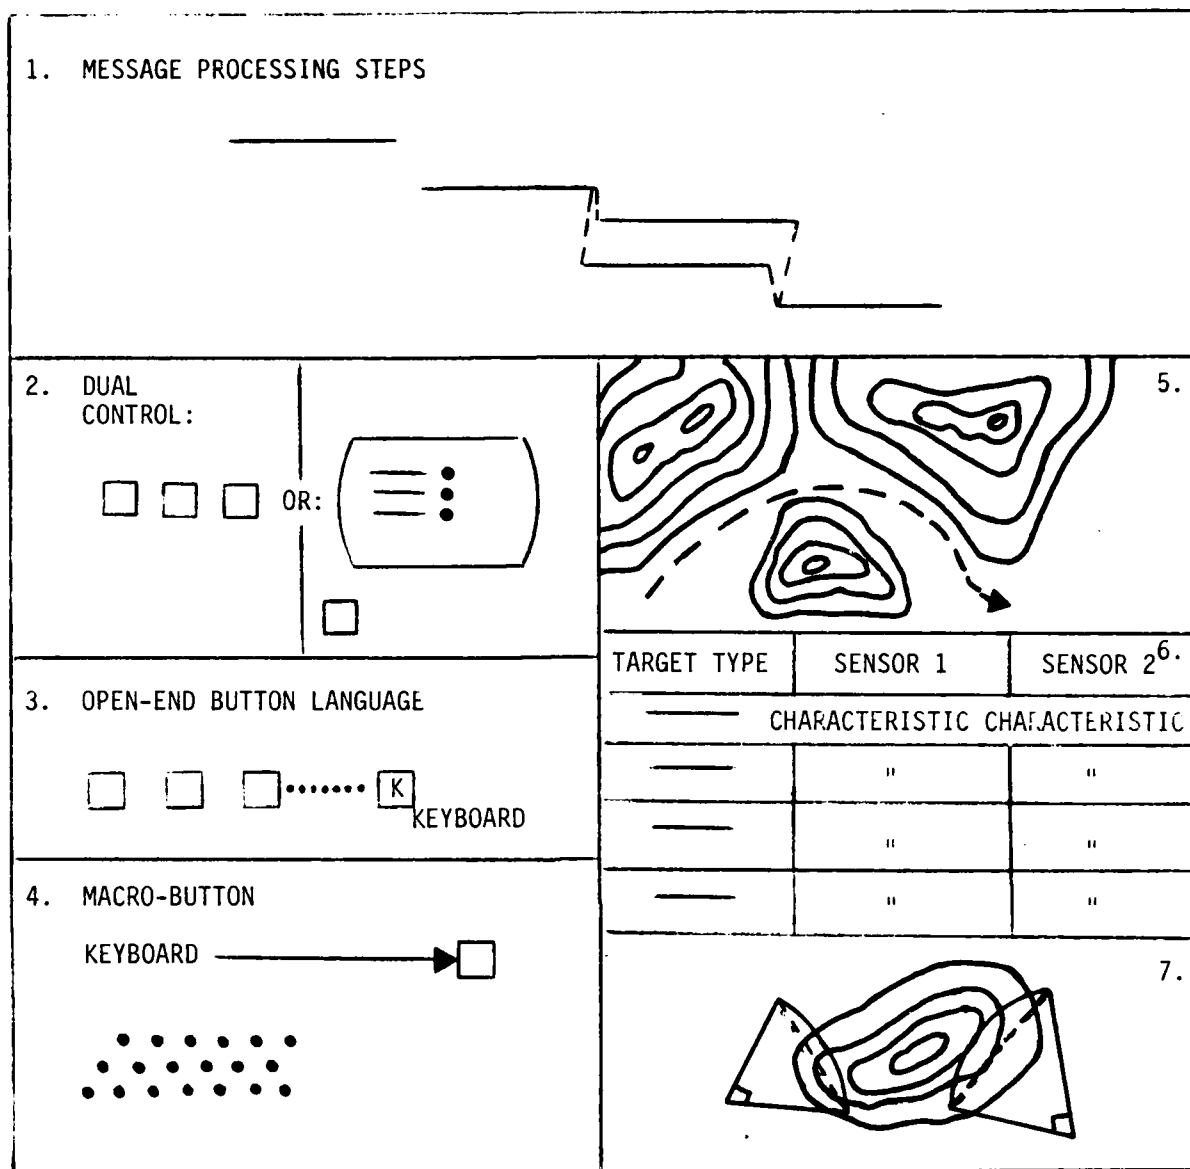 1. MESSAGE PROCESSING STEPS
2. DUAL
CONTROL:
OR:
3. OPEN-END BUTTON LANGUAGE
K
KEYBOARD
4. MACRO-BUTTON
KEYBOARD
5.
TARGET TYPE SENSOR 1 SENSOR 2 6.
CHARACTERISTIC CHARACTERISTIC
" "
" "
" "
7.